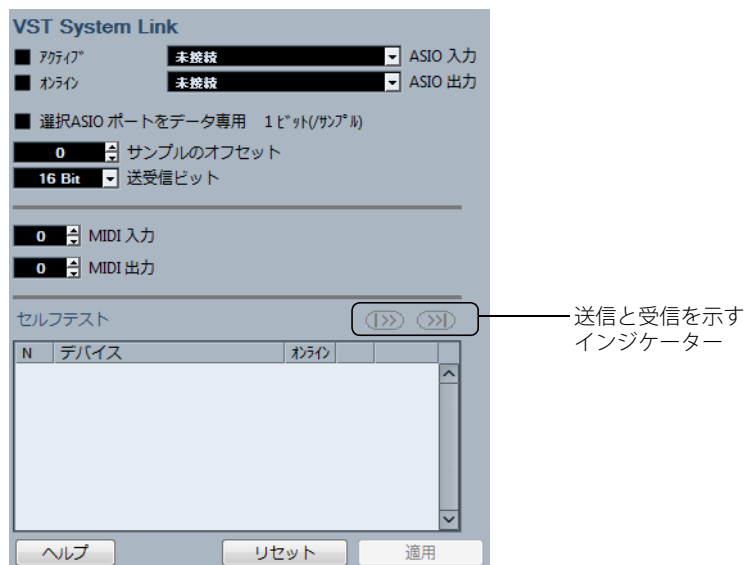 VST System Link
アクティブ 未接続 ASIO 入力
オンライン 未接続 ASIO 出力
選択ASIO ポートをデータ専用 1 ビット(/サンプル)
0 サンプルのオフセット
16 Bit 送受信ビット
0 MIDI 入力
0 MIDI 出力
セルフテスト
送信と受信を示す
インジケーター
N デバイス オンライン
ヘルプ リセット 適用